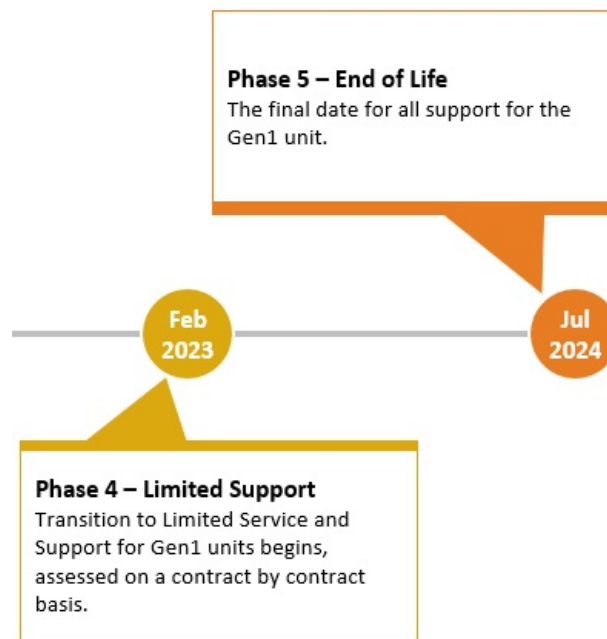 Phase 5 – End of Life
The final date for all support for the
Gen1 unit.
Feb
2023
Jul
2024
Phase 4 – Limited Support
Transition to Limited Service and
Support for Gen1 units begins,
assessed on a contract by contract
basis.